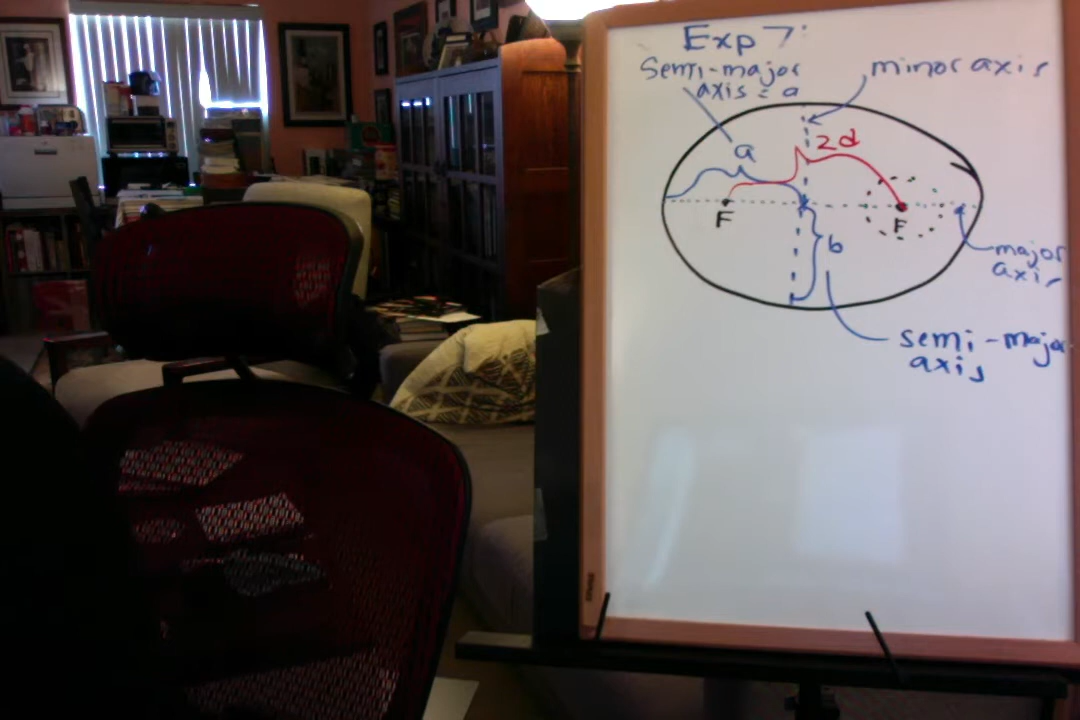 Exp 7:
Semi-major
axis = a
minor axis
2d
a
F
F
b
major
axis
semi-major
axis